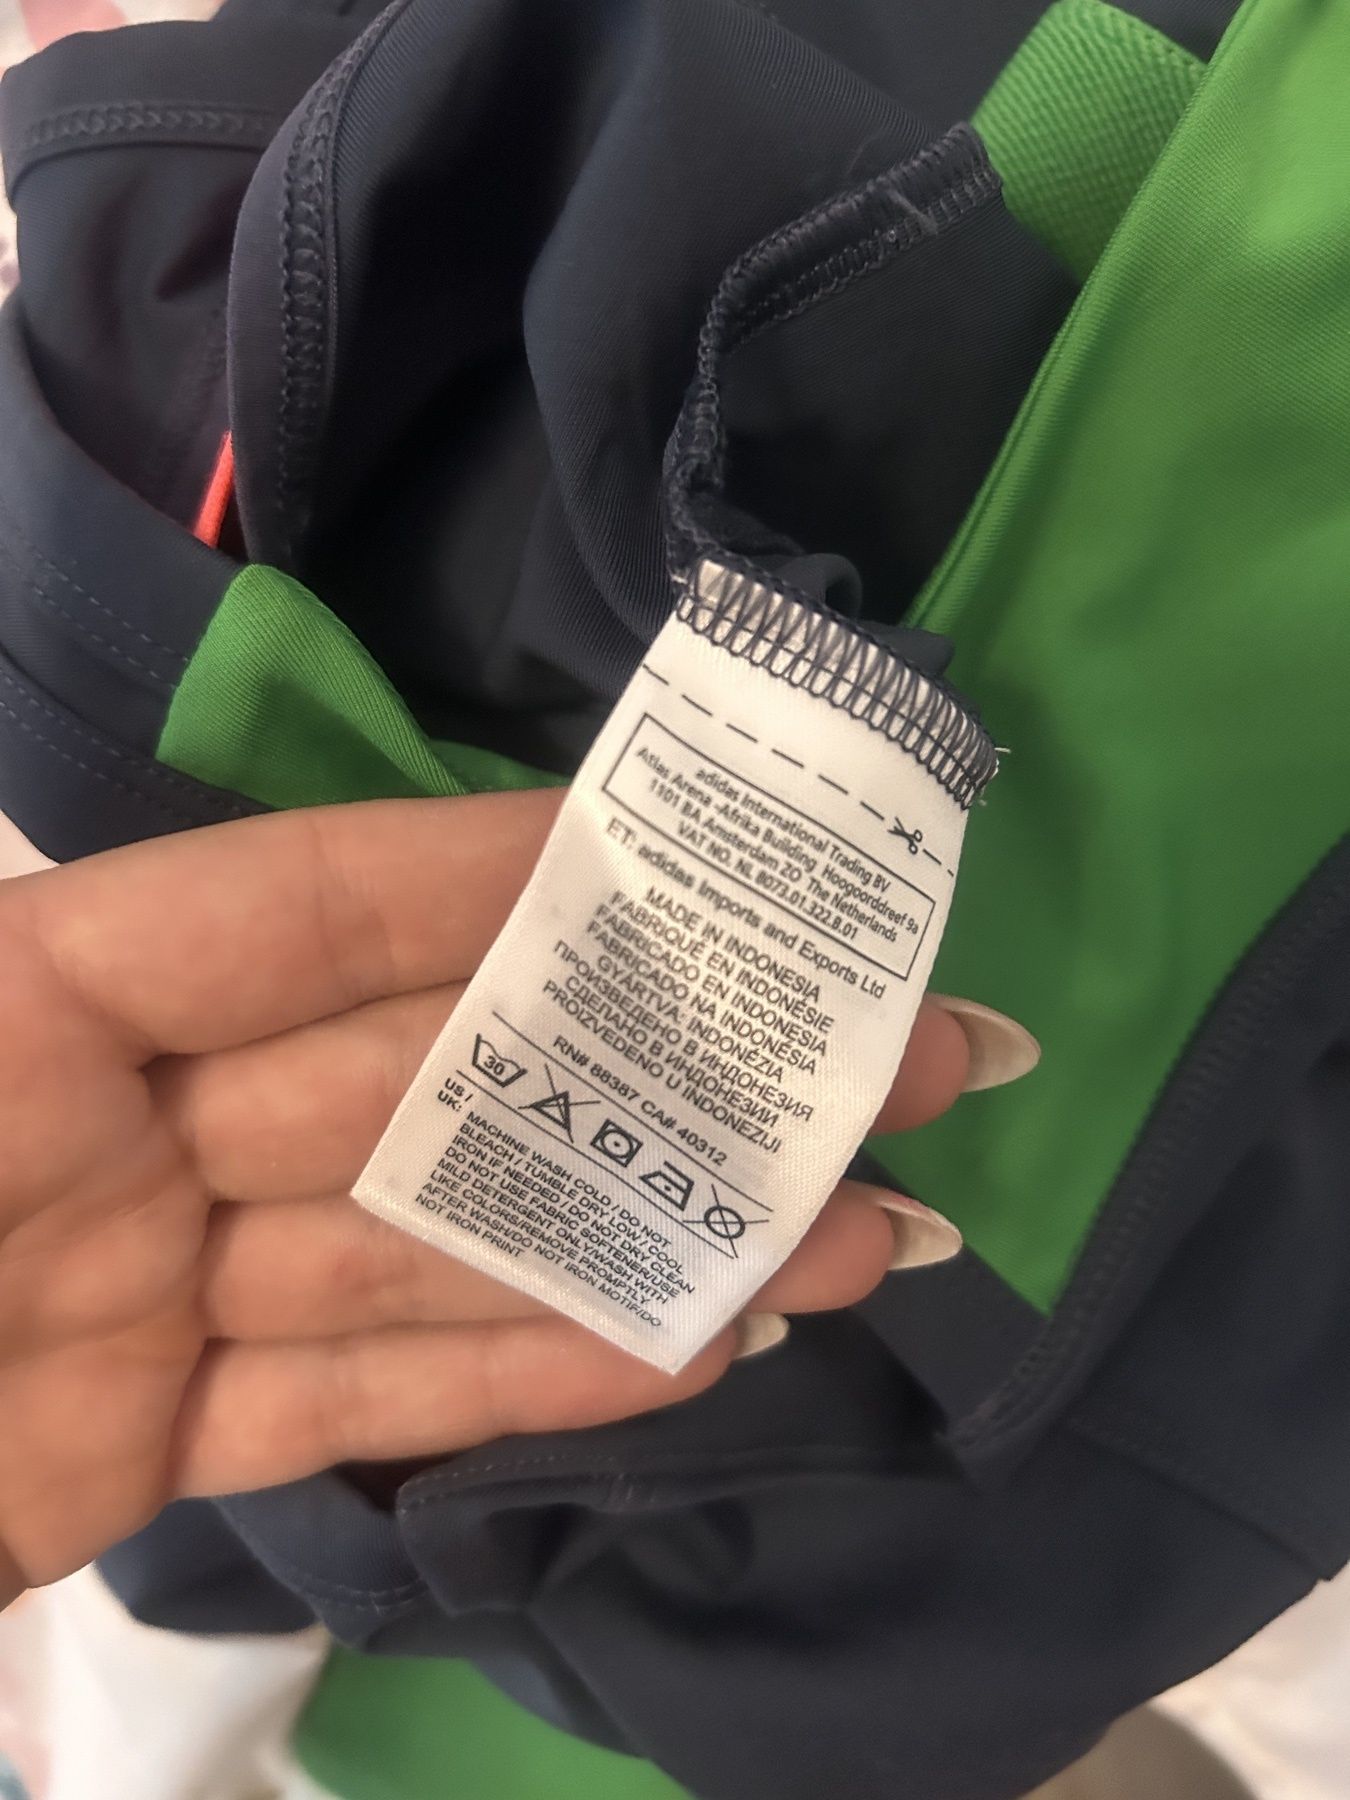 adidas International Trading BV
Atlas Arena -Afrika Building Hoogoorddreef 9a
1101 BA Amsterdam ZO The Netherlands
VAT NO. NL 8073.01.322.B.01
ET: adidas Imports and Exports Ltd
MADE IN INDONESIA
FABRIQUÉ EN INDONÉSIE
FABRICADO EN INDONESIA
FABRICADO NA INDONÉSIA
GYÁRTVA: INDONÉZIA
ПРОИЗВЕДЕНО В ИНДОНЕЗИЯ
СДЕЛАНО В ИНДОНЕЗИИ
PROIZVEDENO U INDONEZIJI
RN# 88387 CA# 40312
30
US /
UK:
MACHINE WASH COLD / DO NOT
BLEACH / TUMBLE DRY LOW / COOL
IRON IF NEEDED / DO NOT DRY CLEAN
DO NOT USE FABRIC SOFTENER/USE
MILD DETERGENT ONLY/WASH WITH
LIKE COLORS/REMOVE PROMPTLY
AFTER WASH/DO NOT IRON MOTIF/DO
NOT IRON PRINT